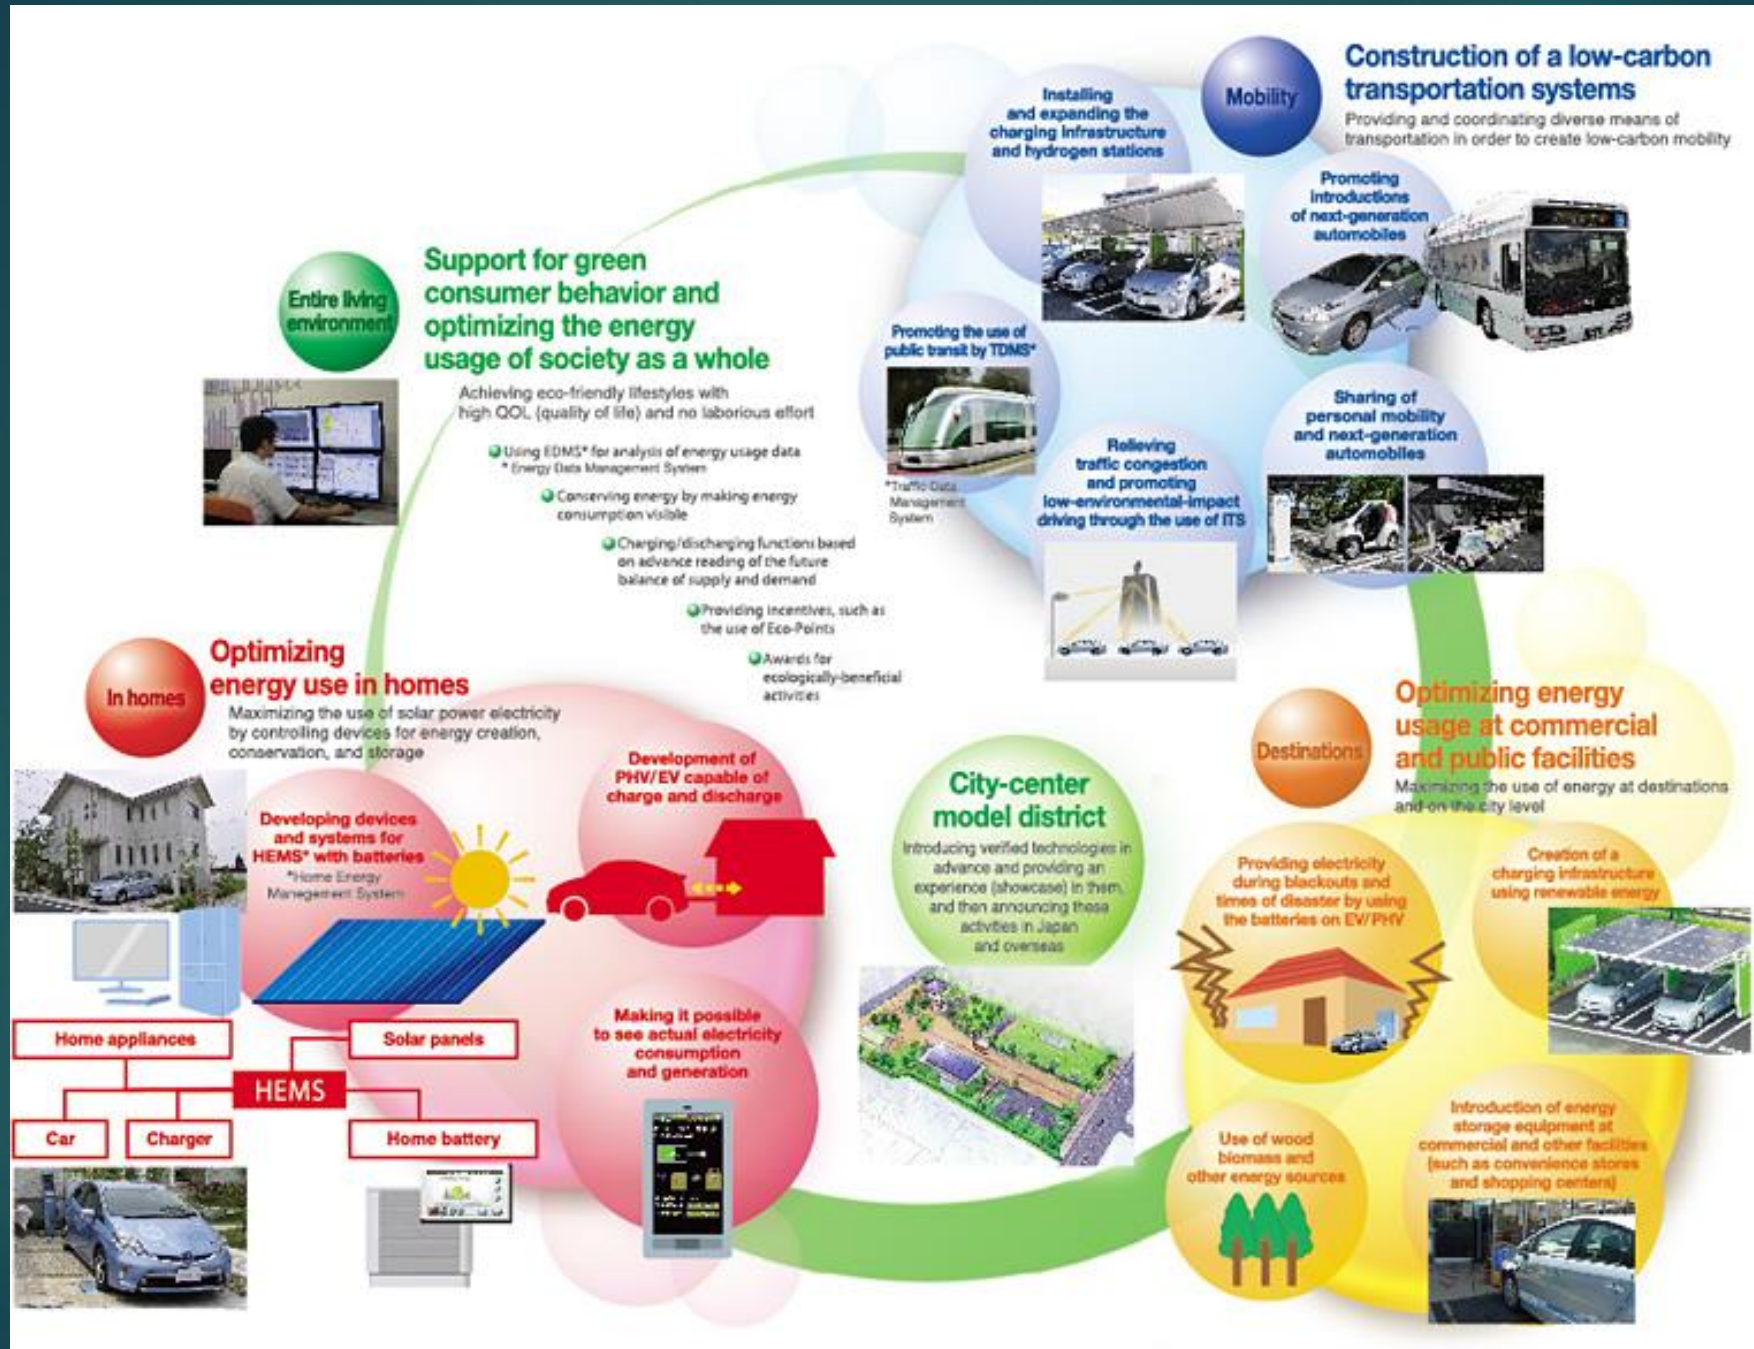 Mobility
Construction of a low-carbon
transportation systems
Providing and coordinating diverse means of
transportation in order to create low-carbon mobility
Installing
and expanding the
charging infrastructure
and hydrogen stations
Promoting
introductions
of next-generation
automobiles
Promoting the use of
public transit by TDMS*
*Traffic Data
Management
System
Relieving
traffic congestion
and promoting
low-environmental-impact
driving through the use of ITS
Sharing of
personal mobility
and next-generation
automobiles
Entire living
environment
Support for green
consumer behavior and
optimizing the energy
usage of society as a whole
Achieving eco-friendly lifestyles with
high QOL (quality of life) and no laborious effort
Using EDMS* for analysis of energy usage data
* Energy Data Management System
Conserving energy by making energy
consumption visible
Charging/discharging functions based
on advance reading of the future
balance of supply and demand
Providing incentives, such as
the use of Eco-Points
Awards for
ecologically-beneficial
activities
In homes
Optimizing
energy use in homes
Maximizing the use of solar power electricity
by controlling devices for energy creation,
conservation, and storage
Developing devices
and systems for
HEMS* with batteries
*Home Energy
Management System
Development of
PHV/EV capable of
charge and discharge
Making it possible
to see actual electricity
consumption
and generation
Home appliances
Solar panels
HEMS
Car
Charger
Home battery
City-center
model district
Introducing verified technologies in
advance and providing an
experience (showcase) in them,
and then announcing these
activities in Japan
and overseas
Destinations
Optimizing energy
usage at commercial
and public facilities
Maximizing the use of energy at destinations
and on the city level
Providing electricity
during blackouts and
times of disaster by using
the batteries on EV/PHV
Creation of a
charging infrastructure
using renewable energy
Use of wood
biomass and
other energy sources
Introduction of energy
storage equipment at
commercial and other facilities
(such as convenience stores
and shopping centers)